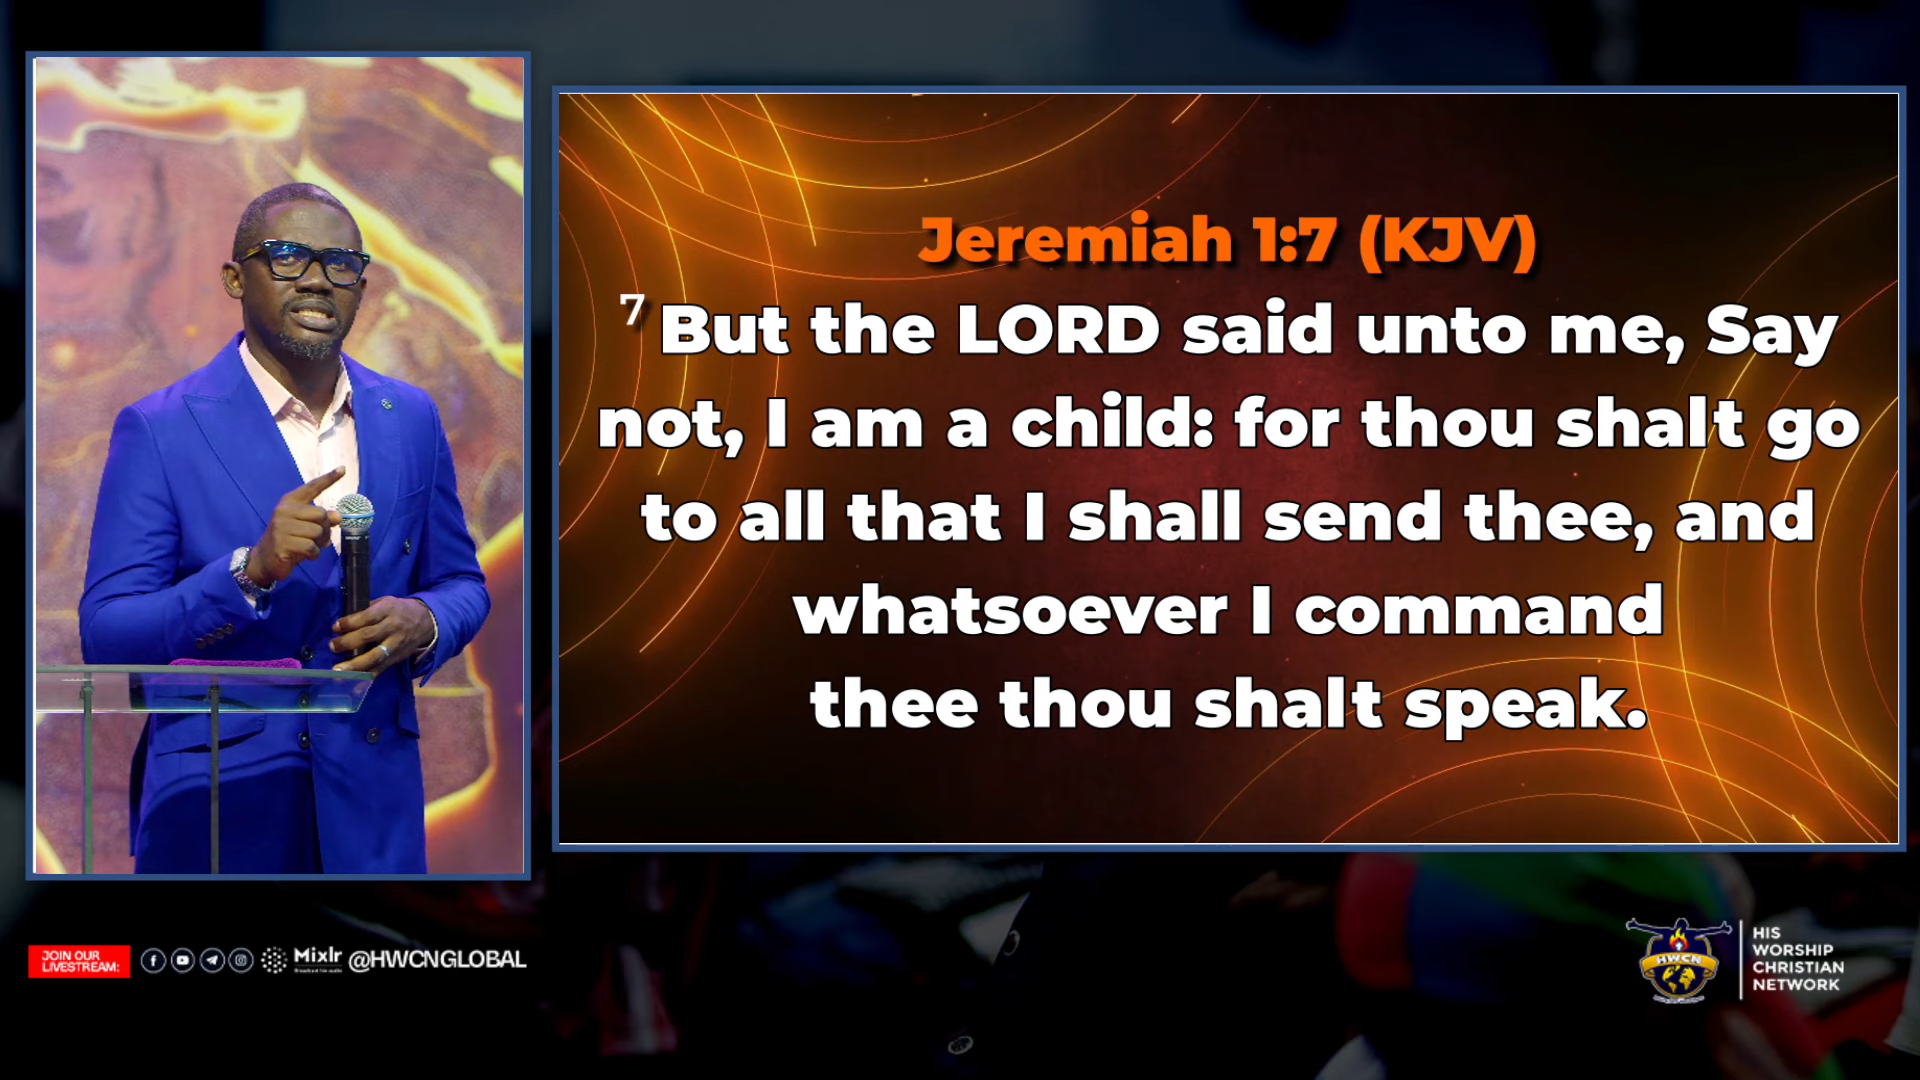 Jeremiah 1:7 (KJV)
7 But the LORD said unto me, Say
not, I am a child: for thou shalt go
to all that I shall send thee, and
whatsoever I command
thee thou shalt speak.
JOIN OUR
LIVESTREAM:
Mixlr
@HWCNGLOBAL
HWCN
HIS
WORSHIP
CHRISTIAN
NETWORK